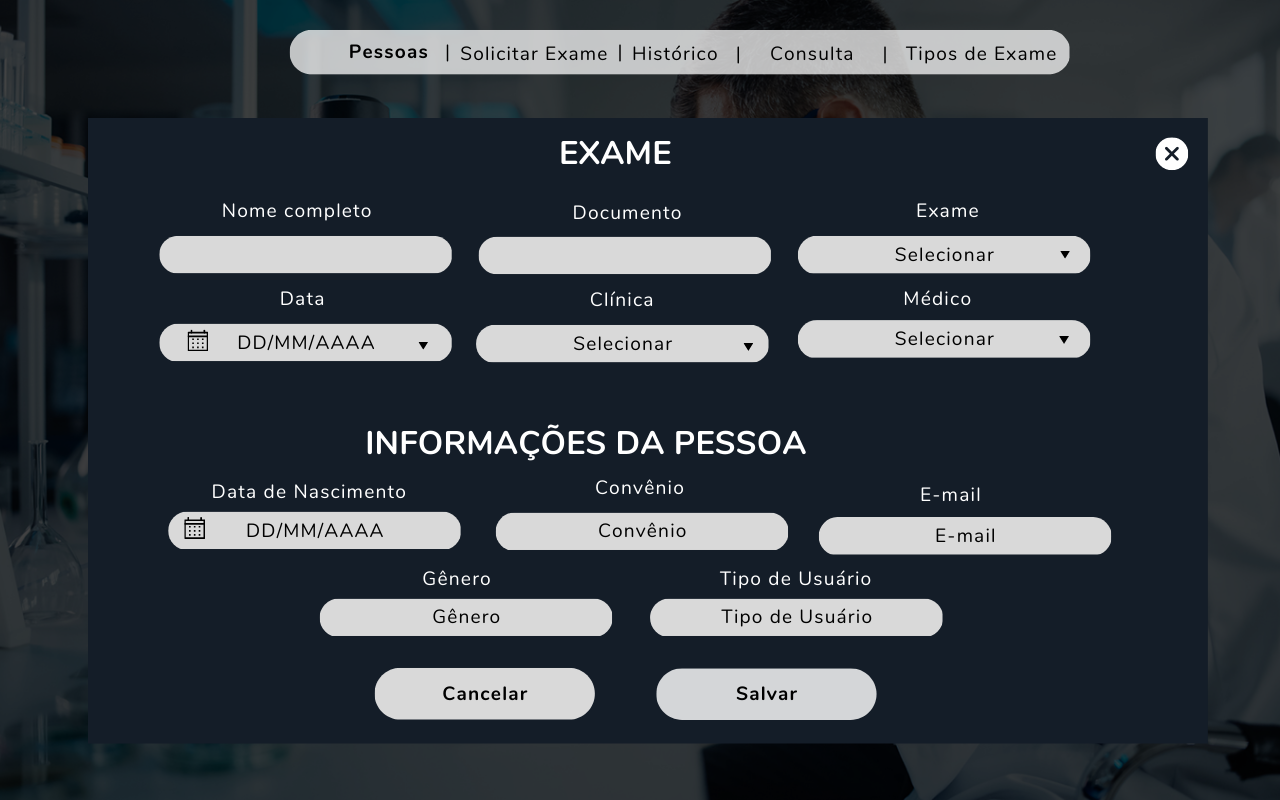 Pessoas | Solicitar Exame | Histórico | Consulta | Tipos de Exame
EXAME
Nome completo Documento Exame
Selecionar
Data Clínica Médico
DD/MM/AAAA Selecionar Selecionar
INFORMAÇÕES DA PESSOA
Data de Nascimento Convênio E-mail
DD/MM/AAAA Convênio E-mail
Gênero Tipo de Usuário
Gênero Tipo de Usuário
Cancelar Salvar